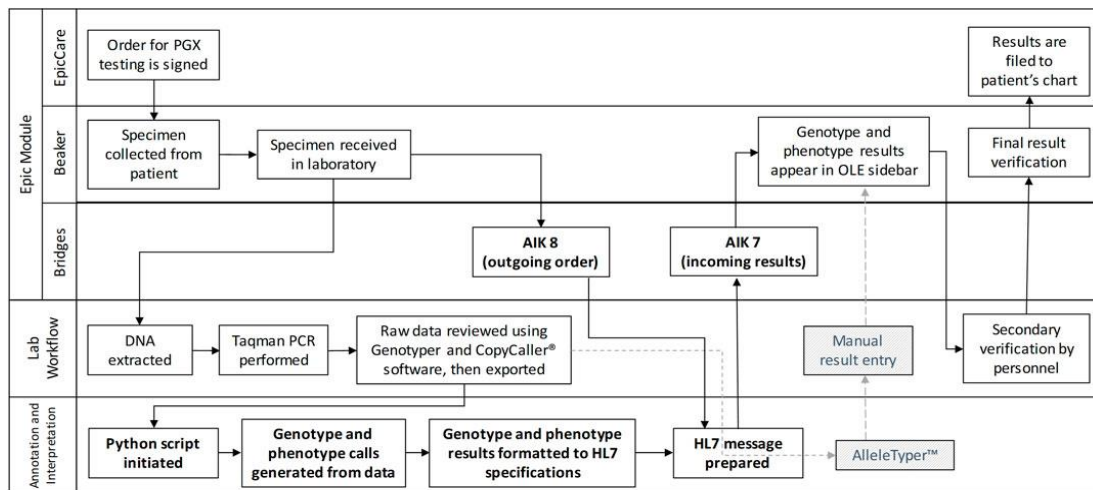 Epic Module
EpicCare
Order for PGX
testing is signed
Results are
filed to
patient's chart
Beaker
Specimen
collected from
patient
Specimen received
in laboratory
Genotype and
phenotype results
appear in OLE sidebar
Final result
verification
Bridges
AIK 8
(outgoing order)
AIK 7
(incoming results)
Lab
Workflow
DNA
extracted
Taqman PCR
performed
Raw data reviewed using
Genotyper and CopyCaller®
software, then exported
Manual
result entry
Secondary
verification by
personnel
Annotation and
Interpretation
Python script
initiated
Genotype and
phenotype calls
generated from data
Genotype and phenotype
results formatted to HL7
specifications
HL7 message
prepared
AlleleTyper™